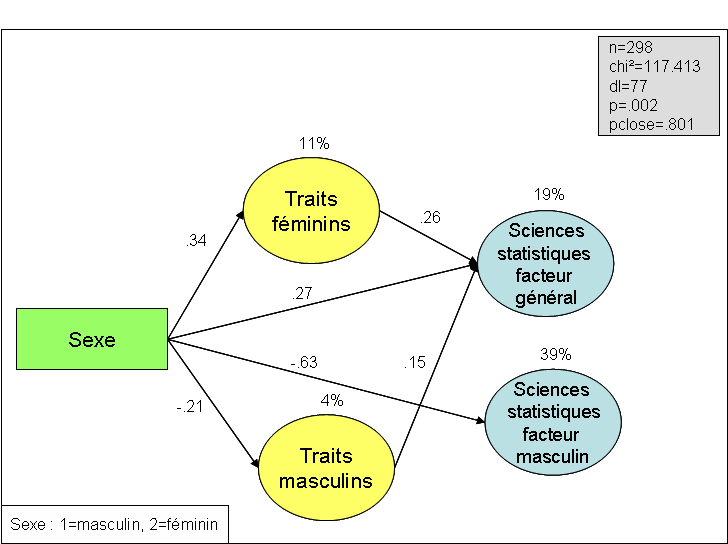 n=298
chi²=117.413
dl=77
p=.002
pclose=.801
11%
Traits
féminins
19%
Sciences
statistiques
facteur
général
.34
.26
.27
Sexe
-.63
.15
39%
Sciences
statistiques
facteur
masculin
-.21
4%
Traits
masculins
Sexe : 1=masculin, 2=féminin